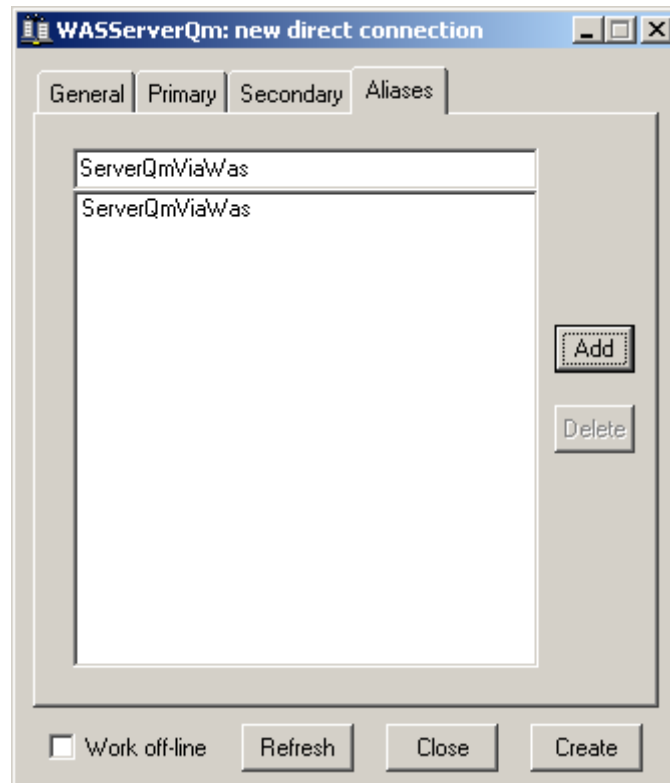 WASServerQm: new direct connection
General Primary Secondary Aliases
ServerQmViaWas
ServerQmViaWas
Add
Delete
Work off-line Refresh Close Create